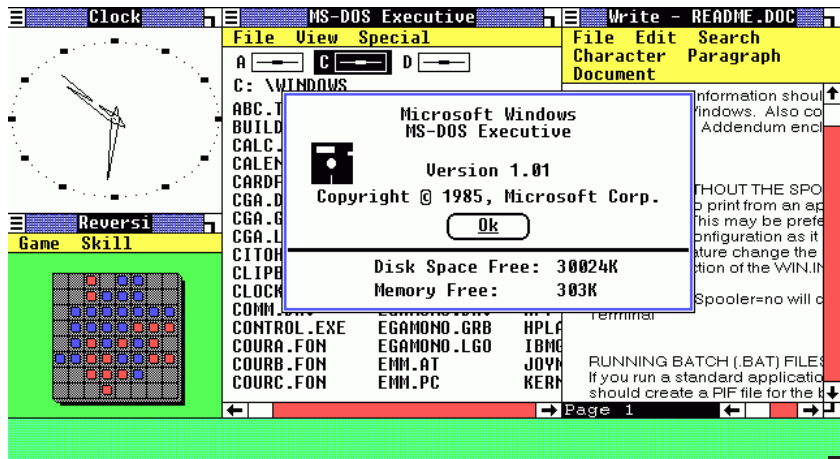 Clock
MS-DOS Executive
File View Special
A C D
C: \WINDOWS
ABC.T
BUILD
CALC.
CALEN
CARDF
CGA.D
CGA.G
CGA.L
CITOH
CLIPB
CLOCK
CONTROL.EXE EGAMONO.GRB HPLA
COURA.FON EGAMONO.LGO IBMG
COURB.FON EMM.AT JOYM
COURC.FON EMM.PC KERN
Microsoft Windows
MS-DOS Executive
Version 1.01
Copyright © 1985, Microsoft Corp.
Ok
Disk Space Free: 30024K
Memory Free: 303K
Write - README.DOC
File Edit Search
Character Paragraph
Document
nformation shoul
Windows. Also co
Addendum encl
THOUT THE SPO
o print from an ap
This may be prefe
onfiguration as it
ature change the
ction of the WIN.IN
Spooler=no will c
Terminal
RUNNING BATCH (.BAT) FILES
If you run a standard applicatio
should create a PIF file for the b
Page 1
Reversi
Game Skill